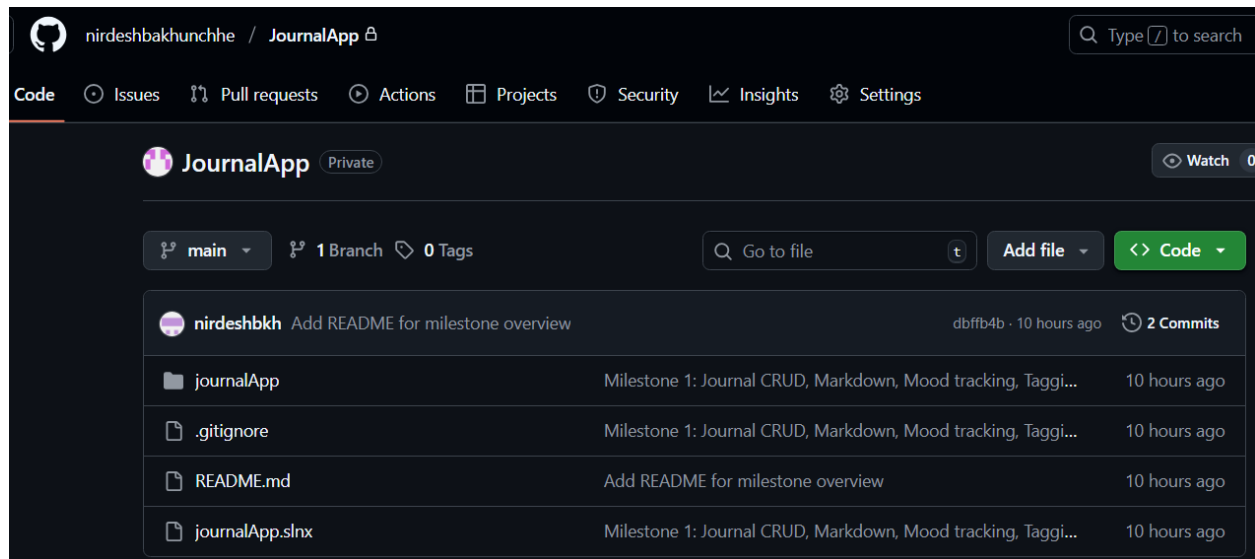 nirdeshbakhunchhe / JournalApp
Type / to search
Code Issues Pull requests Actions Projects Security Insights Settings
JournalApp Private
Watch 0
main 1 Branch 0 Tags
Go to file t
Add file
<> Code
nirdeshbkh Add README for milestone overview dbffb4b · 10 hours ago 2 Commits
journalApp Milestone 1: Journal CRUD, Markdown, Mood tracking, Taggi... 10 hours ago
.gitignore Milestone 1: Journal CRUD, Markdown, Mood tracking, Taggi... 10 hours ago
README.md Add README for milestone overview 10 hours ago
journalApp.slnx Milestone 1: Journal CRUD, Markdown, Mood tracking, Taggi... 10 hours ago